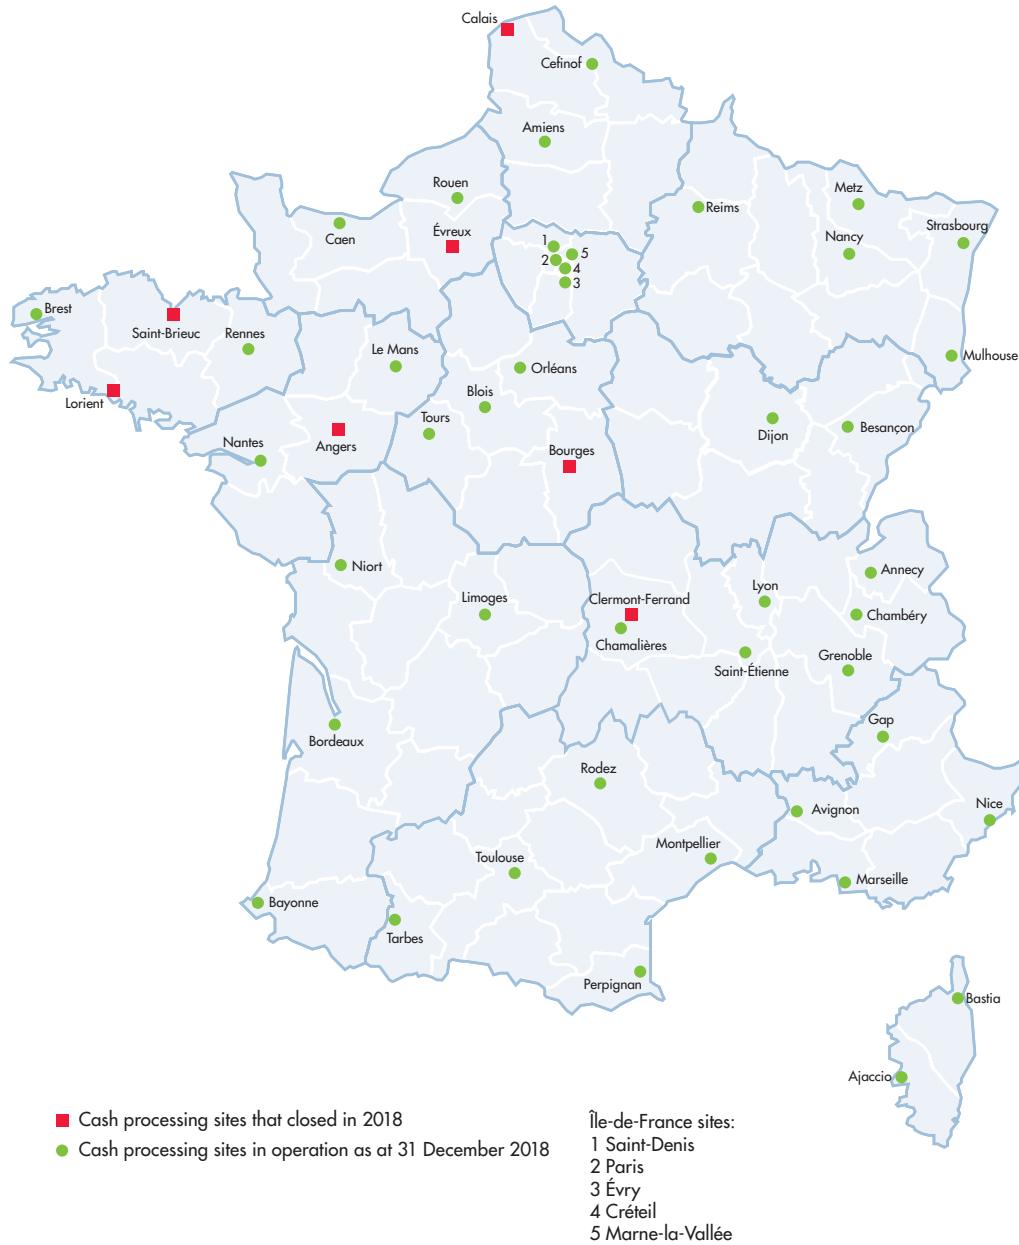 Calais
Cefinof
Amiens
Rouen
Metz
Reims
Strasbourg
Caen
Évreux
Nancy
1
5
2
4
3
Brest
Saint-Brieuc
Rennes
Le Mans
Orléans
Mulhouse
Lorient
Blois
Tours
Dijon
Besançon
Nantes
Angers
Bourges
Niort
Annecy
Lyon
Limoges
Clermont-Ferrand
Chambéry
Chamalières
Grenoble
Saint-Étienne
Gap
Bordeaux
Rodez
Avignon
Nice
Montpellier
Toulouse
Marseille
Bayonne
Tarbes
Perpignan
Bastia
Ajaccio
Cash processing sites that closed in 2018
Cash processing sites in operation as at 31 December 2018
Île-de-France sites:
1 Saint-Denis
2 Paris
3 Évry
4 Créteil
5 Marne-la-Vallée